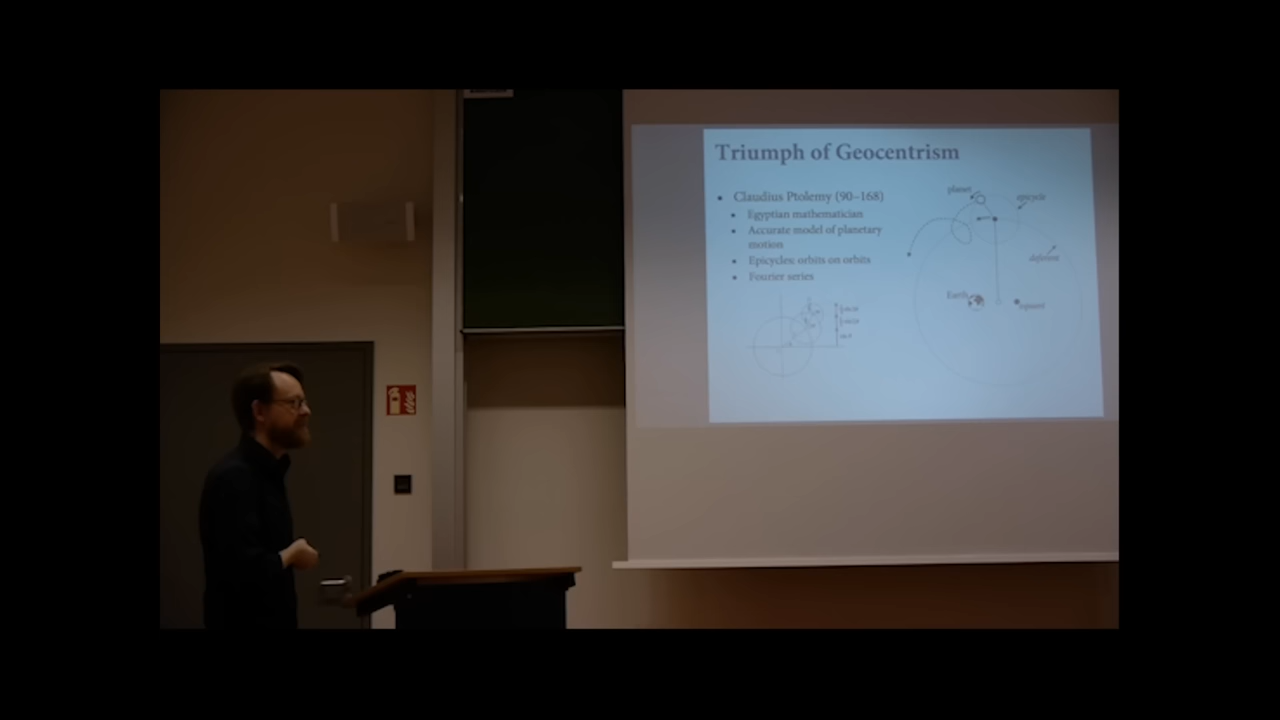 Triumph of Geocentrism
Claudius Ptolemy (90–168)
Egyptian mathematician
Accurate model of planetary
motion
Epicycles: orbits on orbits
Fourier series
planet
epicycle
deferent
Earth
equant